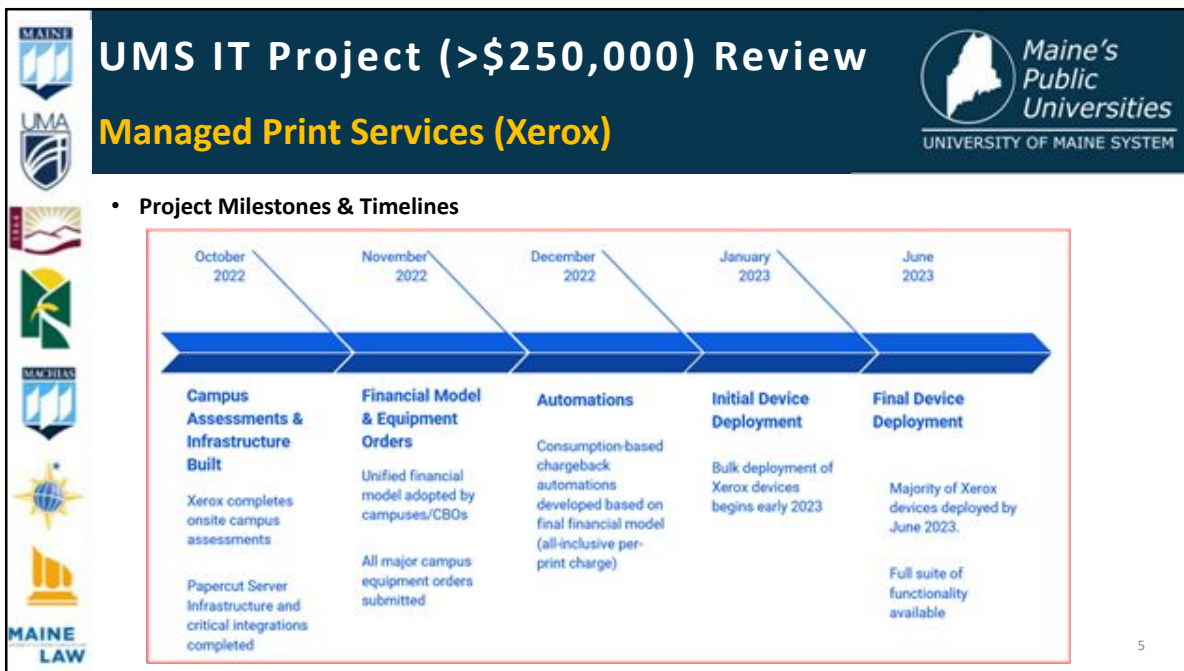 MAINE
UMA
1864
MACHIAS
MAINE
LAW
UMS IT Project (>$250,000) Review
Managed Print Services (Xerox)
Maine's
Public
Universities
UNIVERSITY OF MAINE SYSTEM
• Project Milestones & Timelines
October
2022
November
2022
December
2022
January
2023
June
2023
Campus
Assessments &
Infrastructure
Built
Xerox completes
onsite campus
assessments
Papercut Server
Infrastructure and
critical integrations
completed
Financial Model
& Equipment
Orders
Unified financial
model adopted by
campuses/CBOs
All major campus
equipment orders
submitted
Automations
Consumption-based
chargeback
automations
developed based on
final financial model
(all-inclusive per-
print charge)
Initial Device
Deployment
Bulk deployment of
Xerox devices
begins early 2023
Final Device
Deployment
Majority of Xerox
devices deployed by
June 2023.
Full suite of
functionality
available
5